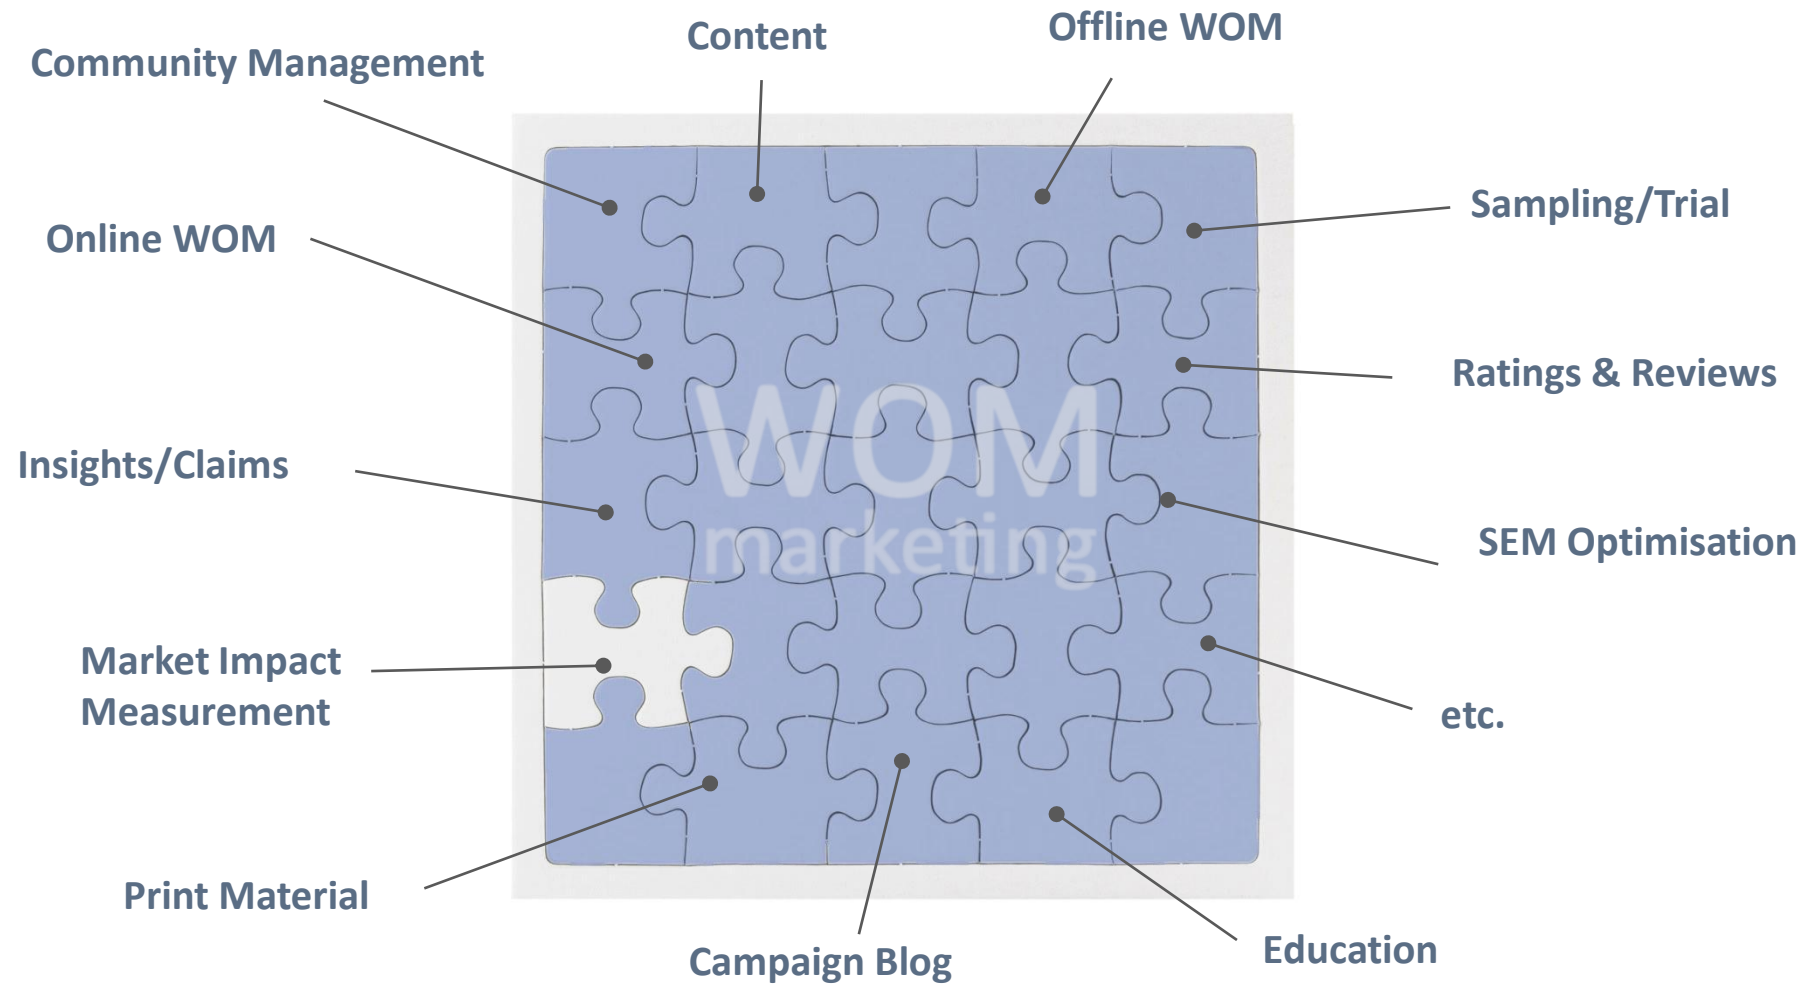 Content
Offline WOM
Community Management
Sampling/Trial
Online WOM
Ratings & Reviews
WOM
marketing
Insights/Claims
SEM Optimisation
Market Impact
Measurement
etc.
Print Material
Campaign Blog
Education